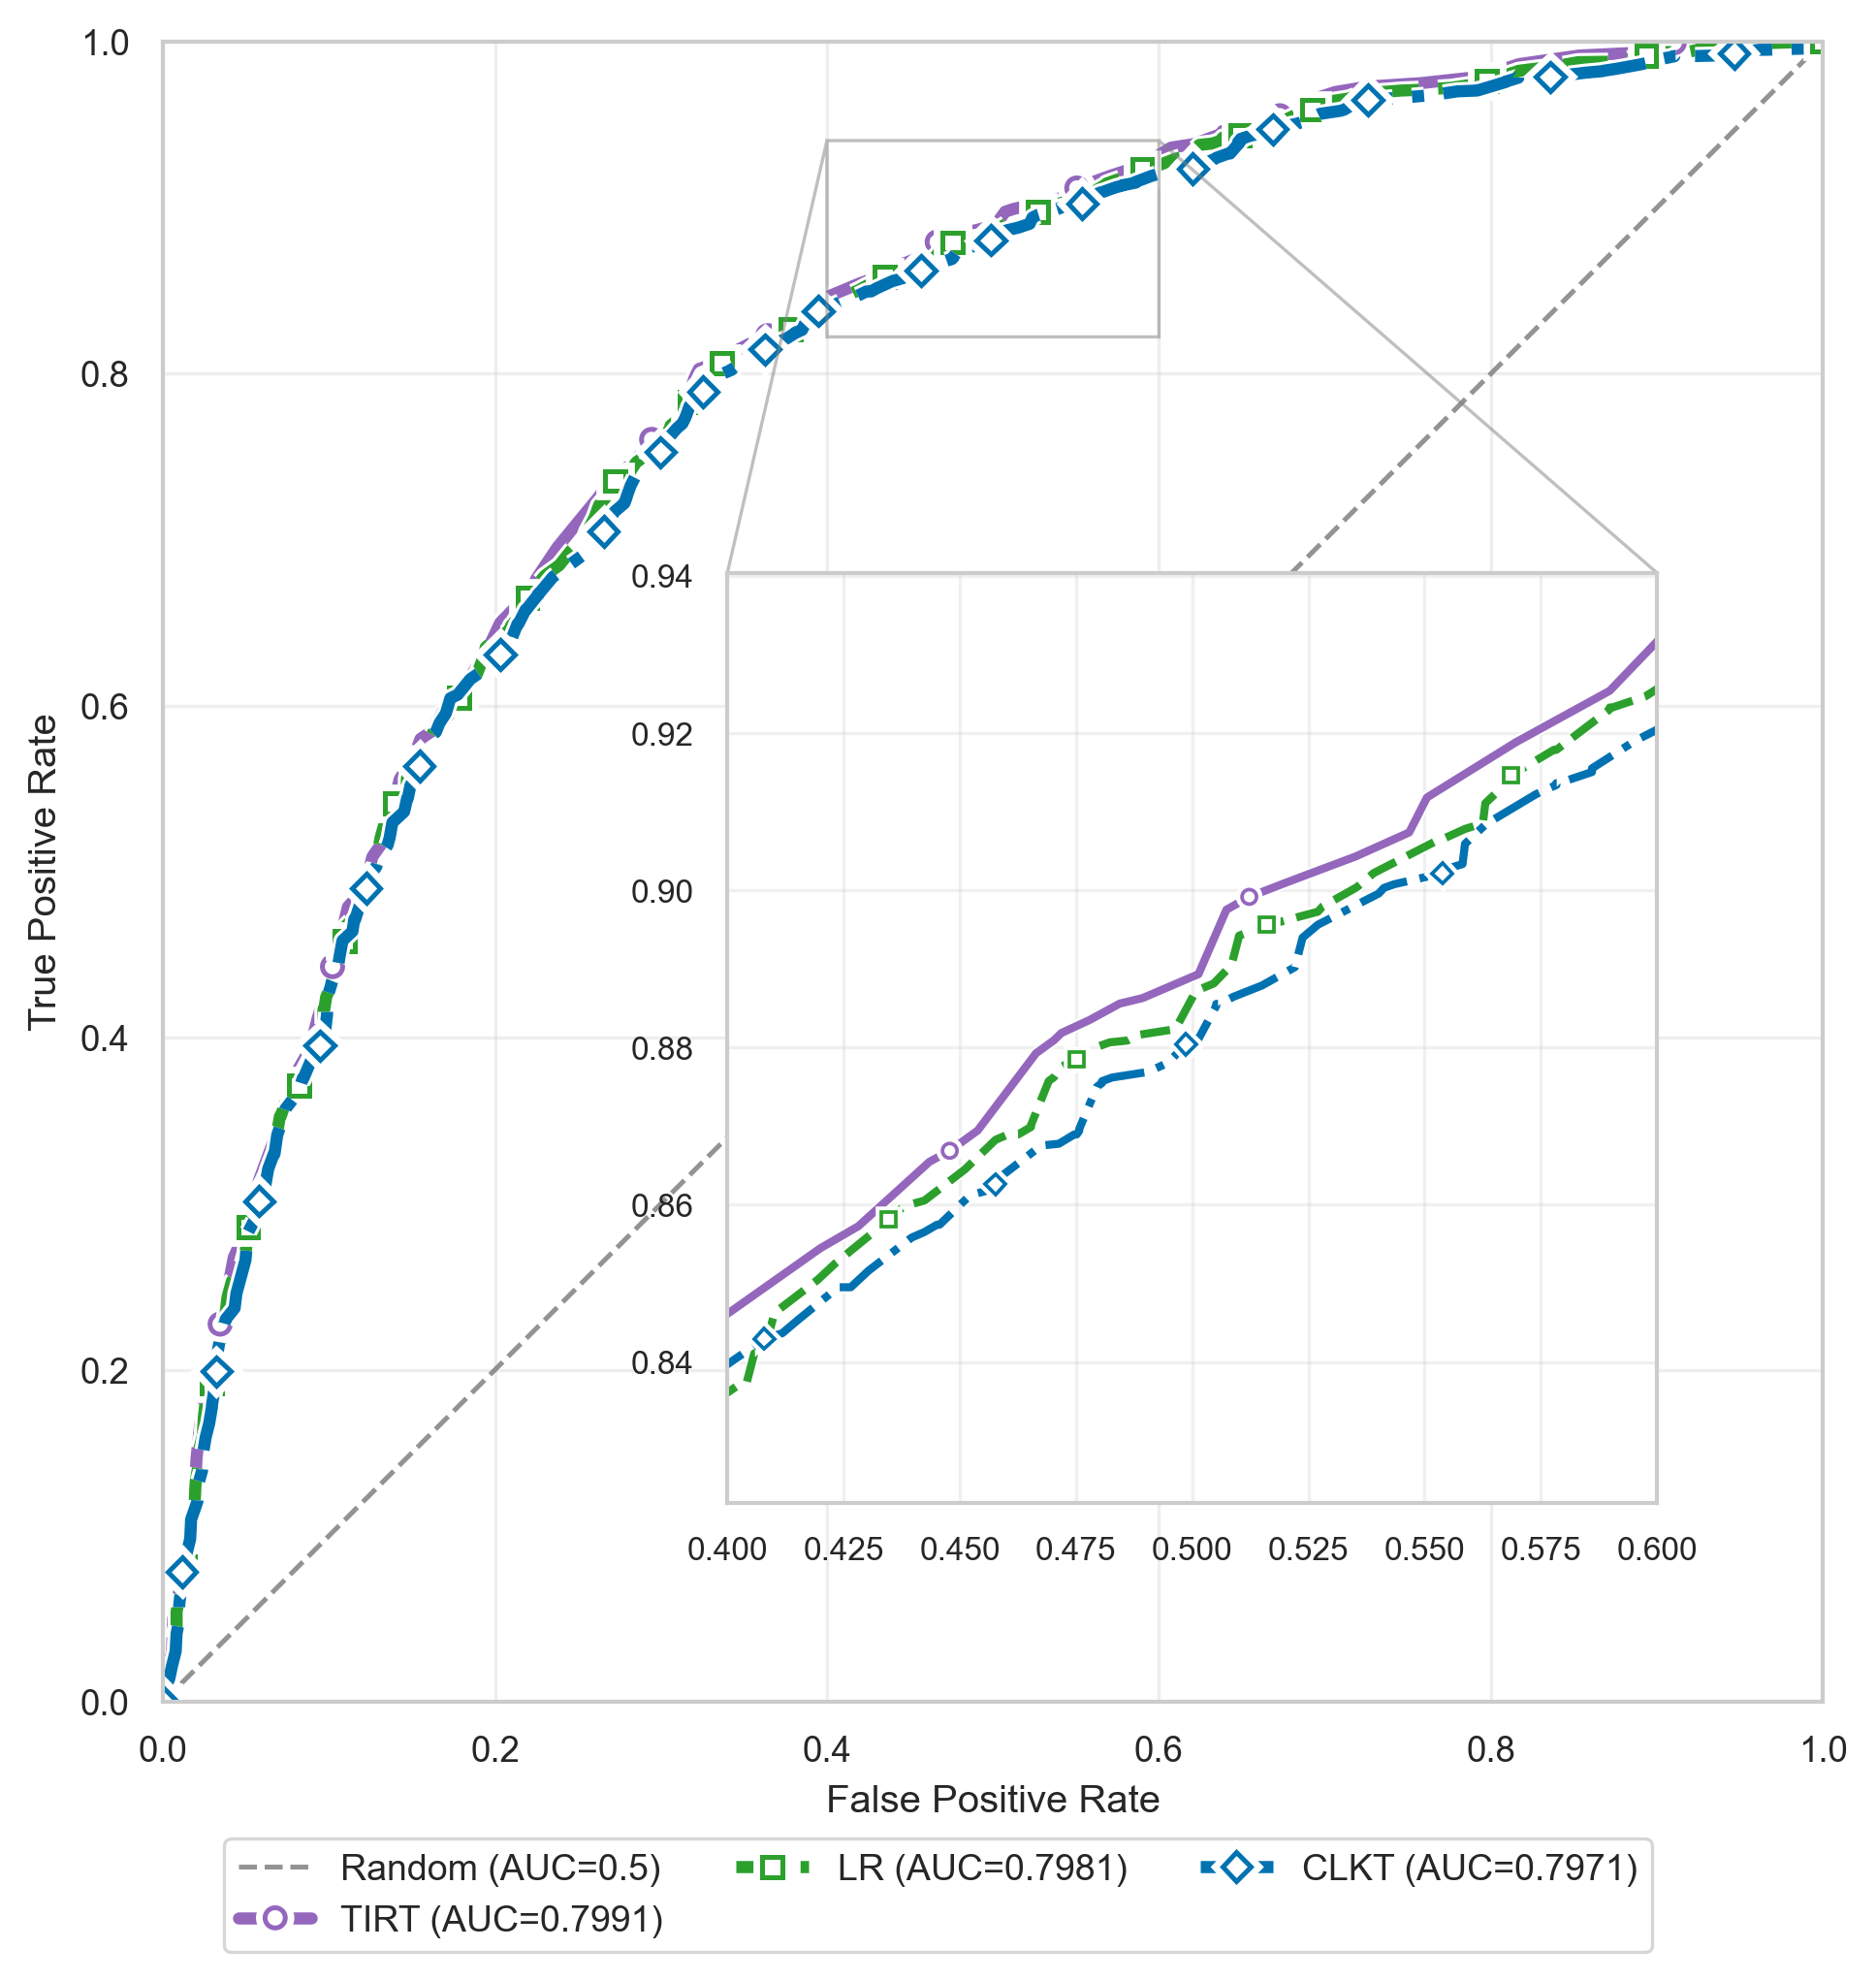 1.0
0.8
0.6
0.4
0.2
0.0
True Positive Rate
0.94
0.92
0.90
0.88
0.86
0.84
0.400 0.425 0.450 0.475 0.500 0.525 0.550 0.575 0.600
0.0 0.2 0.4 0.6 0.8 1.0
False Positive Rate
Random (AUC=0.5) LR (AUC=0.7981) CLKT (AUC=0.7971)
TIRT (AUC=0.7991)